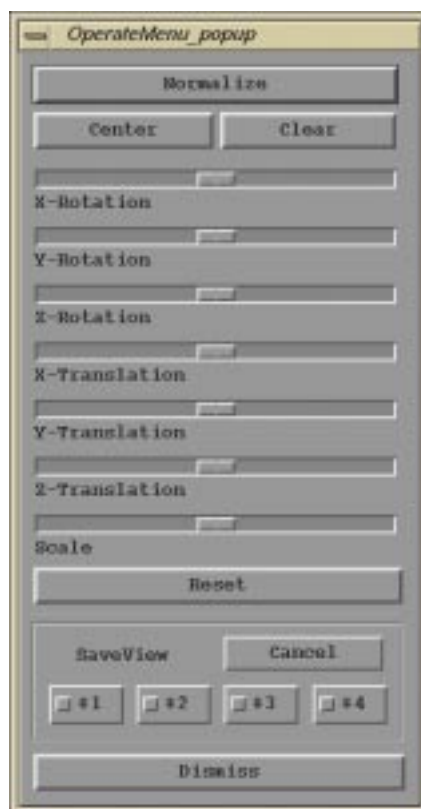 OperateMenu_popup
Normalize
Center Clear
X-Rotation
Y-Rotation
Z-Rotation
X-Translation
Y-Translation
Z-Translation
Scale
Reset
SaveView Cancel
#1 #2 #3 #4
Dismiss